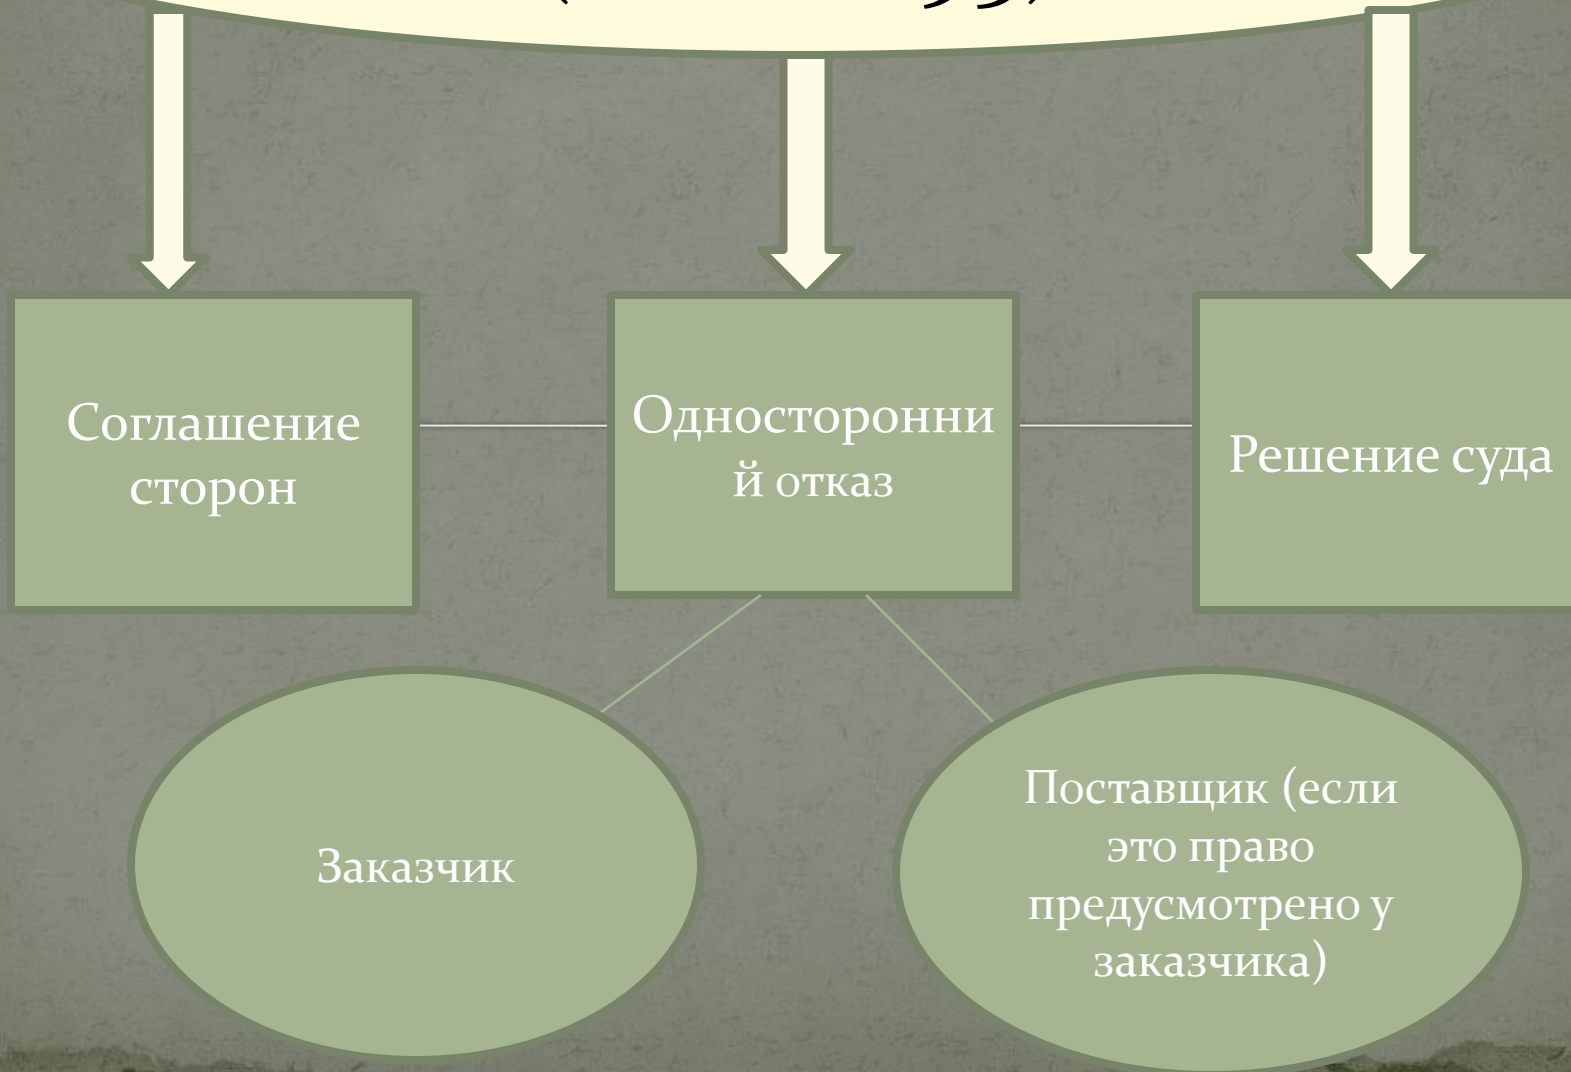 Соглашение
сторон
Односторонни
й отказ
Решение суда
Заказчик
Поставщик (если
это право
предусмотрено у
заказчика)